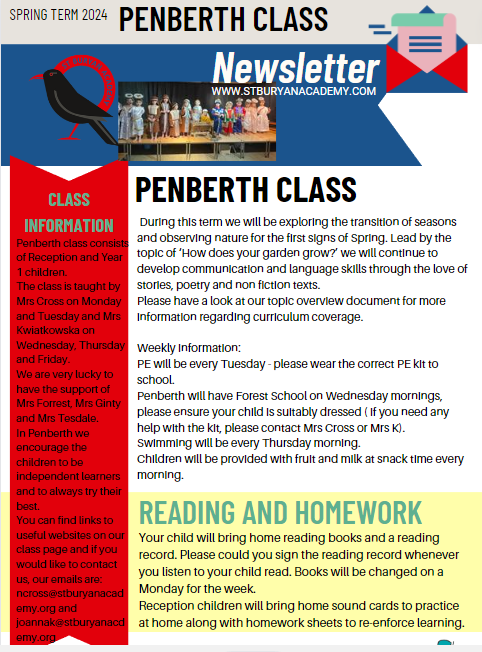 SPRING TERM 2024
PENBERTH CLASS
Newsletter
WWW.STBURYANACADEMY.COM
CLASS
INFORMATION
Penberth class consists
of Reception and Year
1 children.
The class is taught by
Mrs Cross on Monday
and Tuesday and Mrs
Kwiatkowska on
Wednesday, Thursday
and Friday.
We are very lucky to
have the support of
Mrs Forrest, Mrs Ginty
and Mrs Tesdale.
In Penberth we
encourage the
children to be
independent learners
and to always try their
best.
You can find links to
useful websites on our
class page and if you
would like to contact
us, our emails are:
ncross@stburyanacad
emy.org and
joannak@stburyanacd
emy.org
PENBERTH CLASS
During this term we will be exploring the transition of seasons
and observing nature for the first signs of Spring. Lead by the
topic of 'How does your garden grow?' we will continue to
develop communication and language skills through the love of
stories, poetry and non fiction texts.
Please have a look at our topic overview document for more
information regarding curriculum coverage.
Weekly information:
PE will be every Tuesday - please wear the correct PE kit to
school.
Penberth will have Forest School on Wednesday mornings,
please ensure your child is suitably dressed ( if you need any
help with the kit, please contact Mrs Cross or Mrs K).
Swimming will be every Thursday morning.
Children will be provided with fruit and milk at snack time every
morning.
READING AND HOMEWORK
Your child will bring home reading books and a reading
record. Please could you sign the reading record whenever
you listen to your child read. Books will be changed on a
Monday for the week.
Reception children will bring home sound cards to practice
at home along with homework sheets to re-enforce learning.